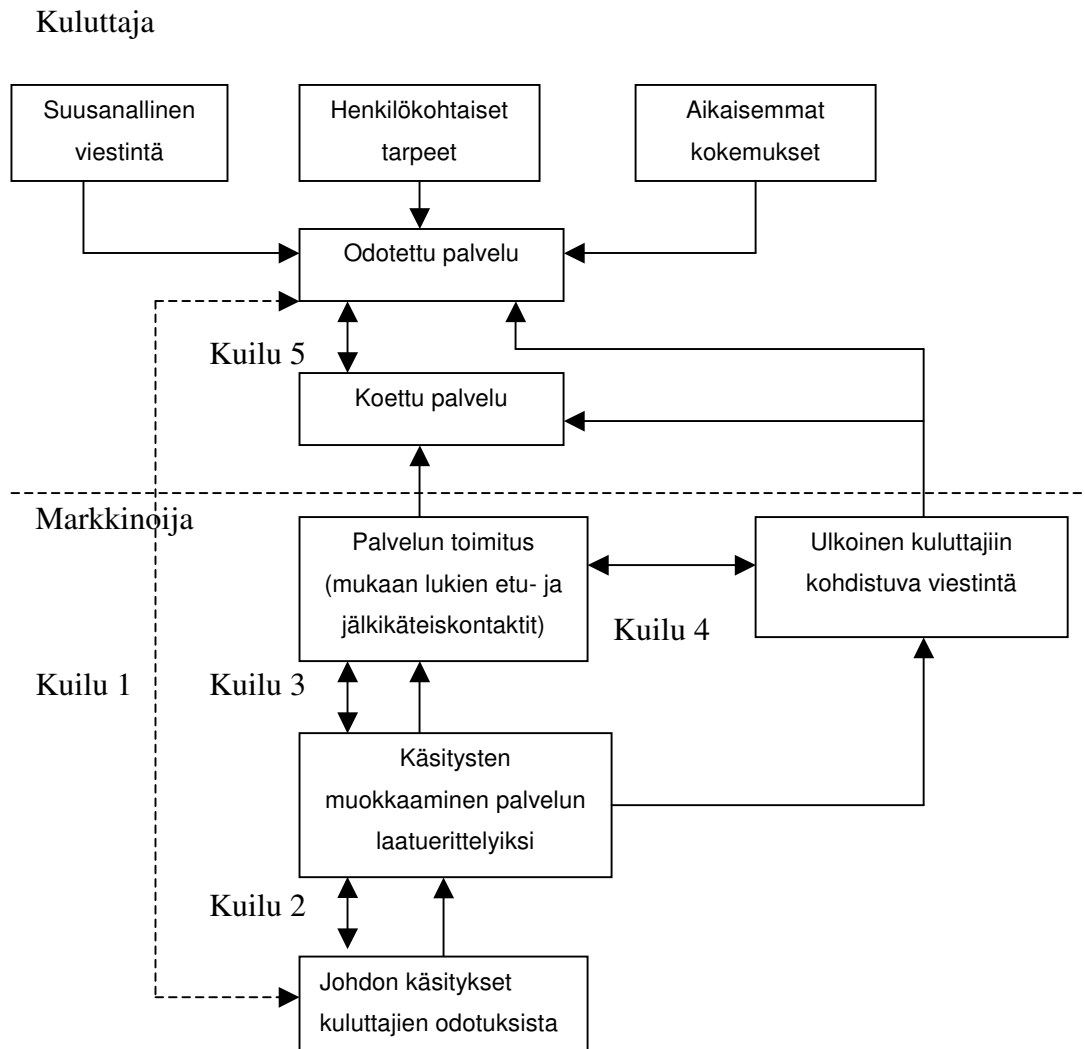 Kuluttaja
Suusanallinen
viestintä
Henkilökohtaiset
tarpeet
Aikaisemmat
kokemukset
Odotettu palvelu
Kuilu 5
Koettu palvelu
Markkinoija
Palvelun toimitus
(mukaan lukien etu- ja
jälkikäteiskontaktit)
Ulkoinen kuluttajiin
kohdistuva viestintä
Kuilu 4
Kuilu 1
Kuilu 3
Käsitysten
muokkaaminen palvelun
laatuerittelyiksi
Kuilu 2
Johdon käsitykset
kuluttajien odotuksista